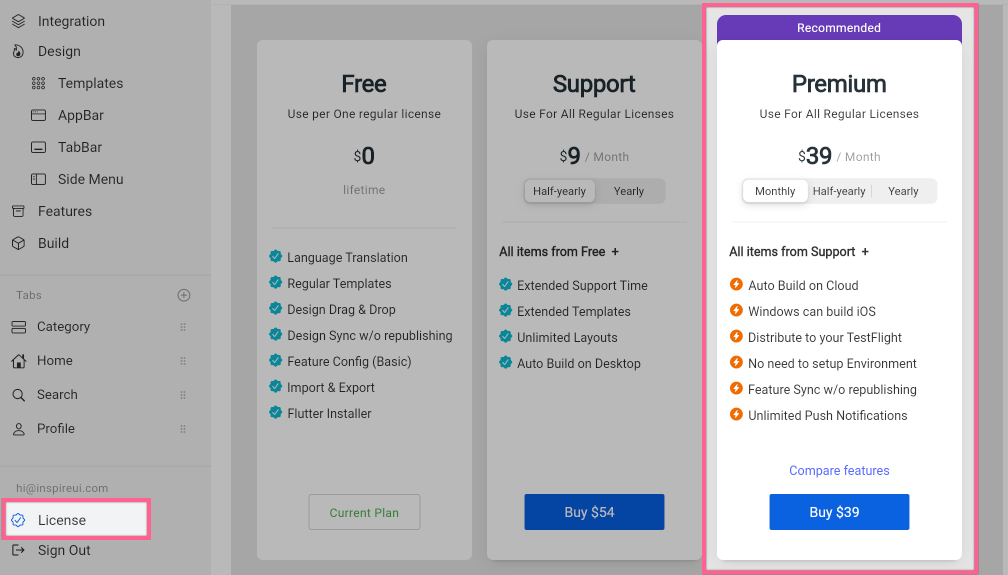 Integration
Design
Templates
AppBar
TabBar
Side Menu
Features
Build
Tabs
Category
Home
Search
Profile
hi@inspireui.com
License
Sign Out
Free
Use per One regular license
$0
lifetime
Language Translation
Regular Templates
Design Drag & Drop
Design Sync w/o republishing
Feature Config (Basic)
Import & Export
Flutter Installer
Current Plan
Support
Use For All Regular Licenses
$9 / Month
Half-yearly Yearly
All items from Free +
Extended Support Time
Extended Templates
Unlimited Layouts
Auto Build on Desktop
Buy $54
Recommended
Premium
Use For All Regular Licenses
$39 / Month
Monthly Half-yearly Yearly
All items from Support +
Auto Build on Cloud
Windows can build iOS
Distribute to your TestFlight
No need to setup Environment
Feature Sync w/o republishing
Unlimited Push Notifications
Compare features
Buy $39